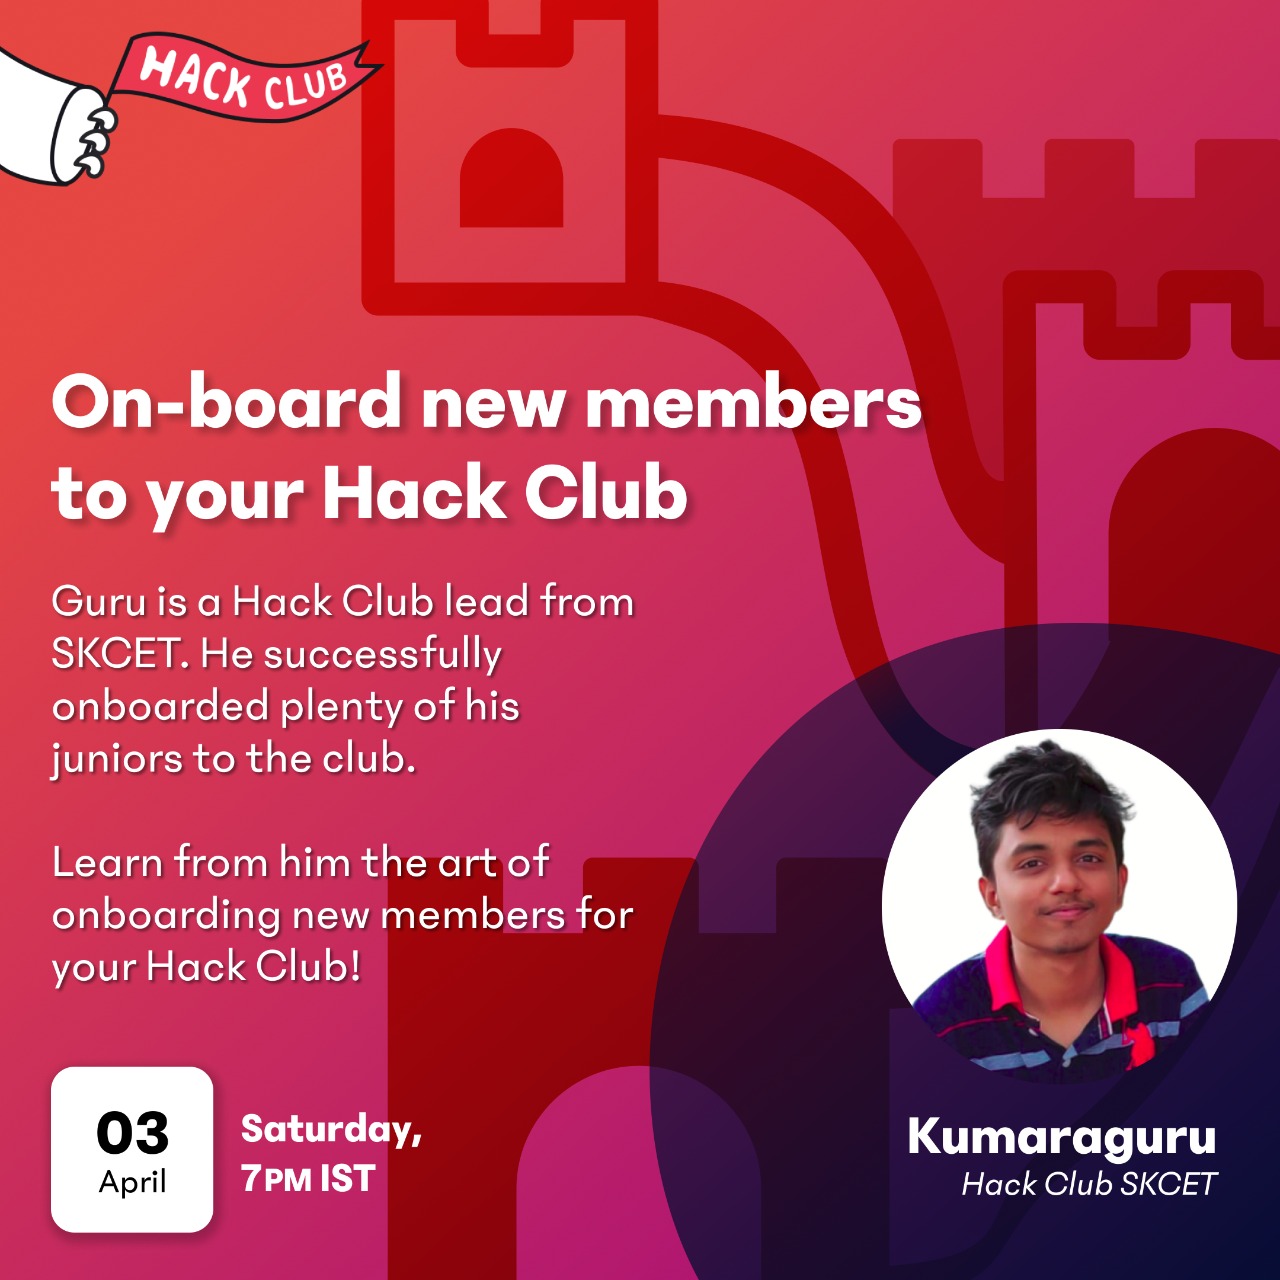 HACK CLUB
On-board new members
to your Hack Club
Guru is a Hack Club lead from
SKCET. He successfully
onboarded plenty of his
juniors to the club.
Learn from him the art of
onboarding new members for
your Hack Club!
03
April
Saturday,
7PM IST
Kumaraguru
Hack Club SKCET